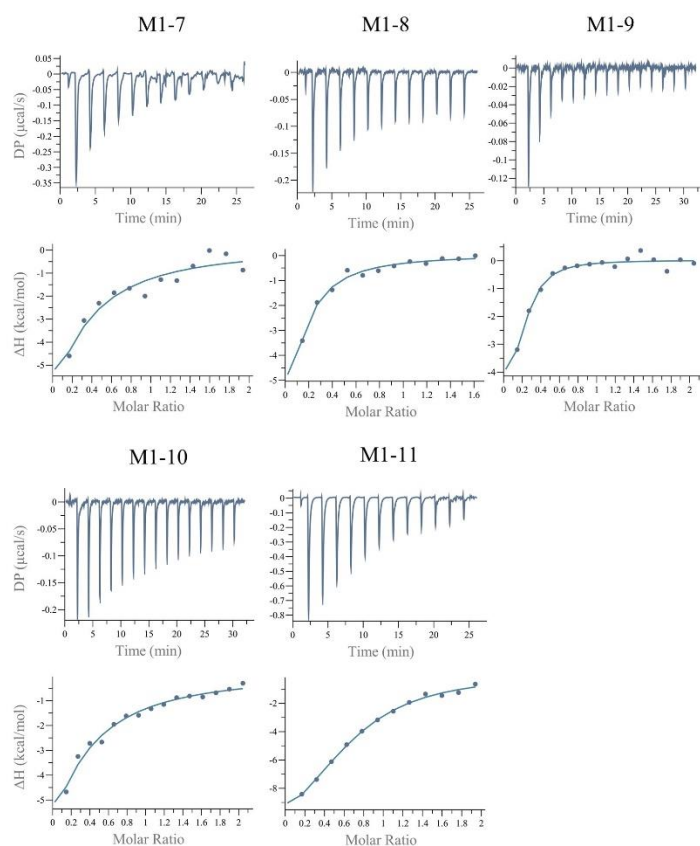 M1-7
M1-8
M1-9
0.05
0
-0.05
-0.1
-0.15
-0.2
-0.25
-0.3
-0.35
DP (µcal/s)
0 5 10 15 20 25
Time (min)
0
-0.05
-0.1
-0.15
-0.2
0 5 10 15 20 25
Time (min)
0
-0.02
-0.04
-0.06
-0.08
-0.10
-0.12
0 5 10 15 20 25 30
Time (min)
0
-1
-2
-3
-4
-5
ΔH (kcal/mol)
0 0.2 0.4 0.6 0.8 1 1.2 1.4 1.6 1.8 2
Molar Ratio
0
-1
-2
-3
-4
-5
0 0.2 0.4 0.6 0.8 1 1.2 1.4 1.6
Molar Ratio
0
-1
-2
-3
-4
0 0.2 0.4 0.6 0.8 1 1.2 1.4 1.6 1.8 2
Molar Ratio
M1-10
M1-11
0
-0.05
-0.1
-0.15
-0.2
DP (µcal/s)
0 5 10 15 20 25 30
Time (min)
0
-0.1
-0.2
-0.3
-0.4
-0.5
-0.6
-0.7
-0.8
0 5 10 15 20 25
Time (min)
-1
-2
-3
-4
-5
ΔH (kcal/mol)
0 0.2 0.4 0.6 0.8 1 1.2 1.4 1.6 1.8 2
Molar Ratio
-2
-4
-6
-8
0 0.2 0.4 0.6 0.8 1 1.2 1.4 1.6 1.8 2
Molar Ratio